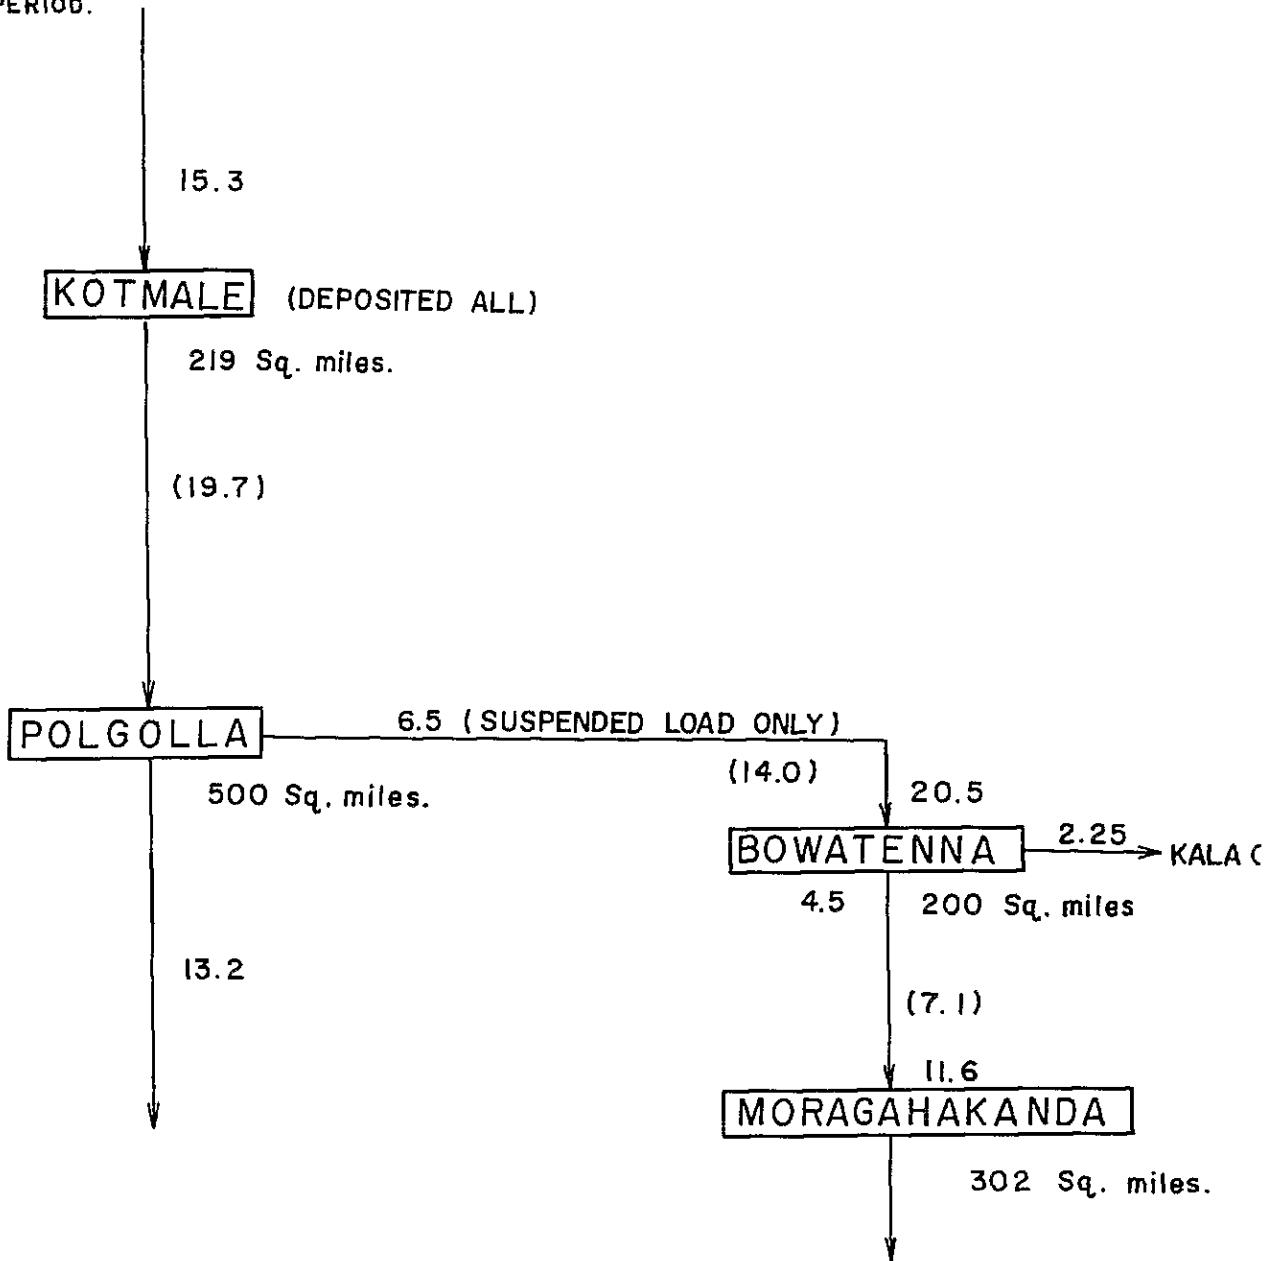 PERIOD.
15.3
KOTMALE (DEPOSITED ALL)
219 Sq. miles.
(19.7)
POLGOLLA
6.5 (SUSPENDED LOAD ONLY)
(14.0)
500 Sq. miles.
20.5
BOWATENNA
2.25
KALA
4.5
200 Sq. miles
13.2
(7.1)
11.6
MORAGAHAKANDA
302 Sq. miles.